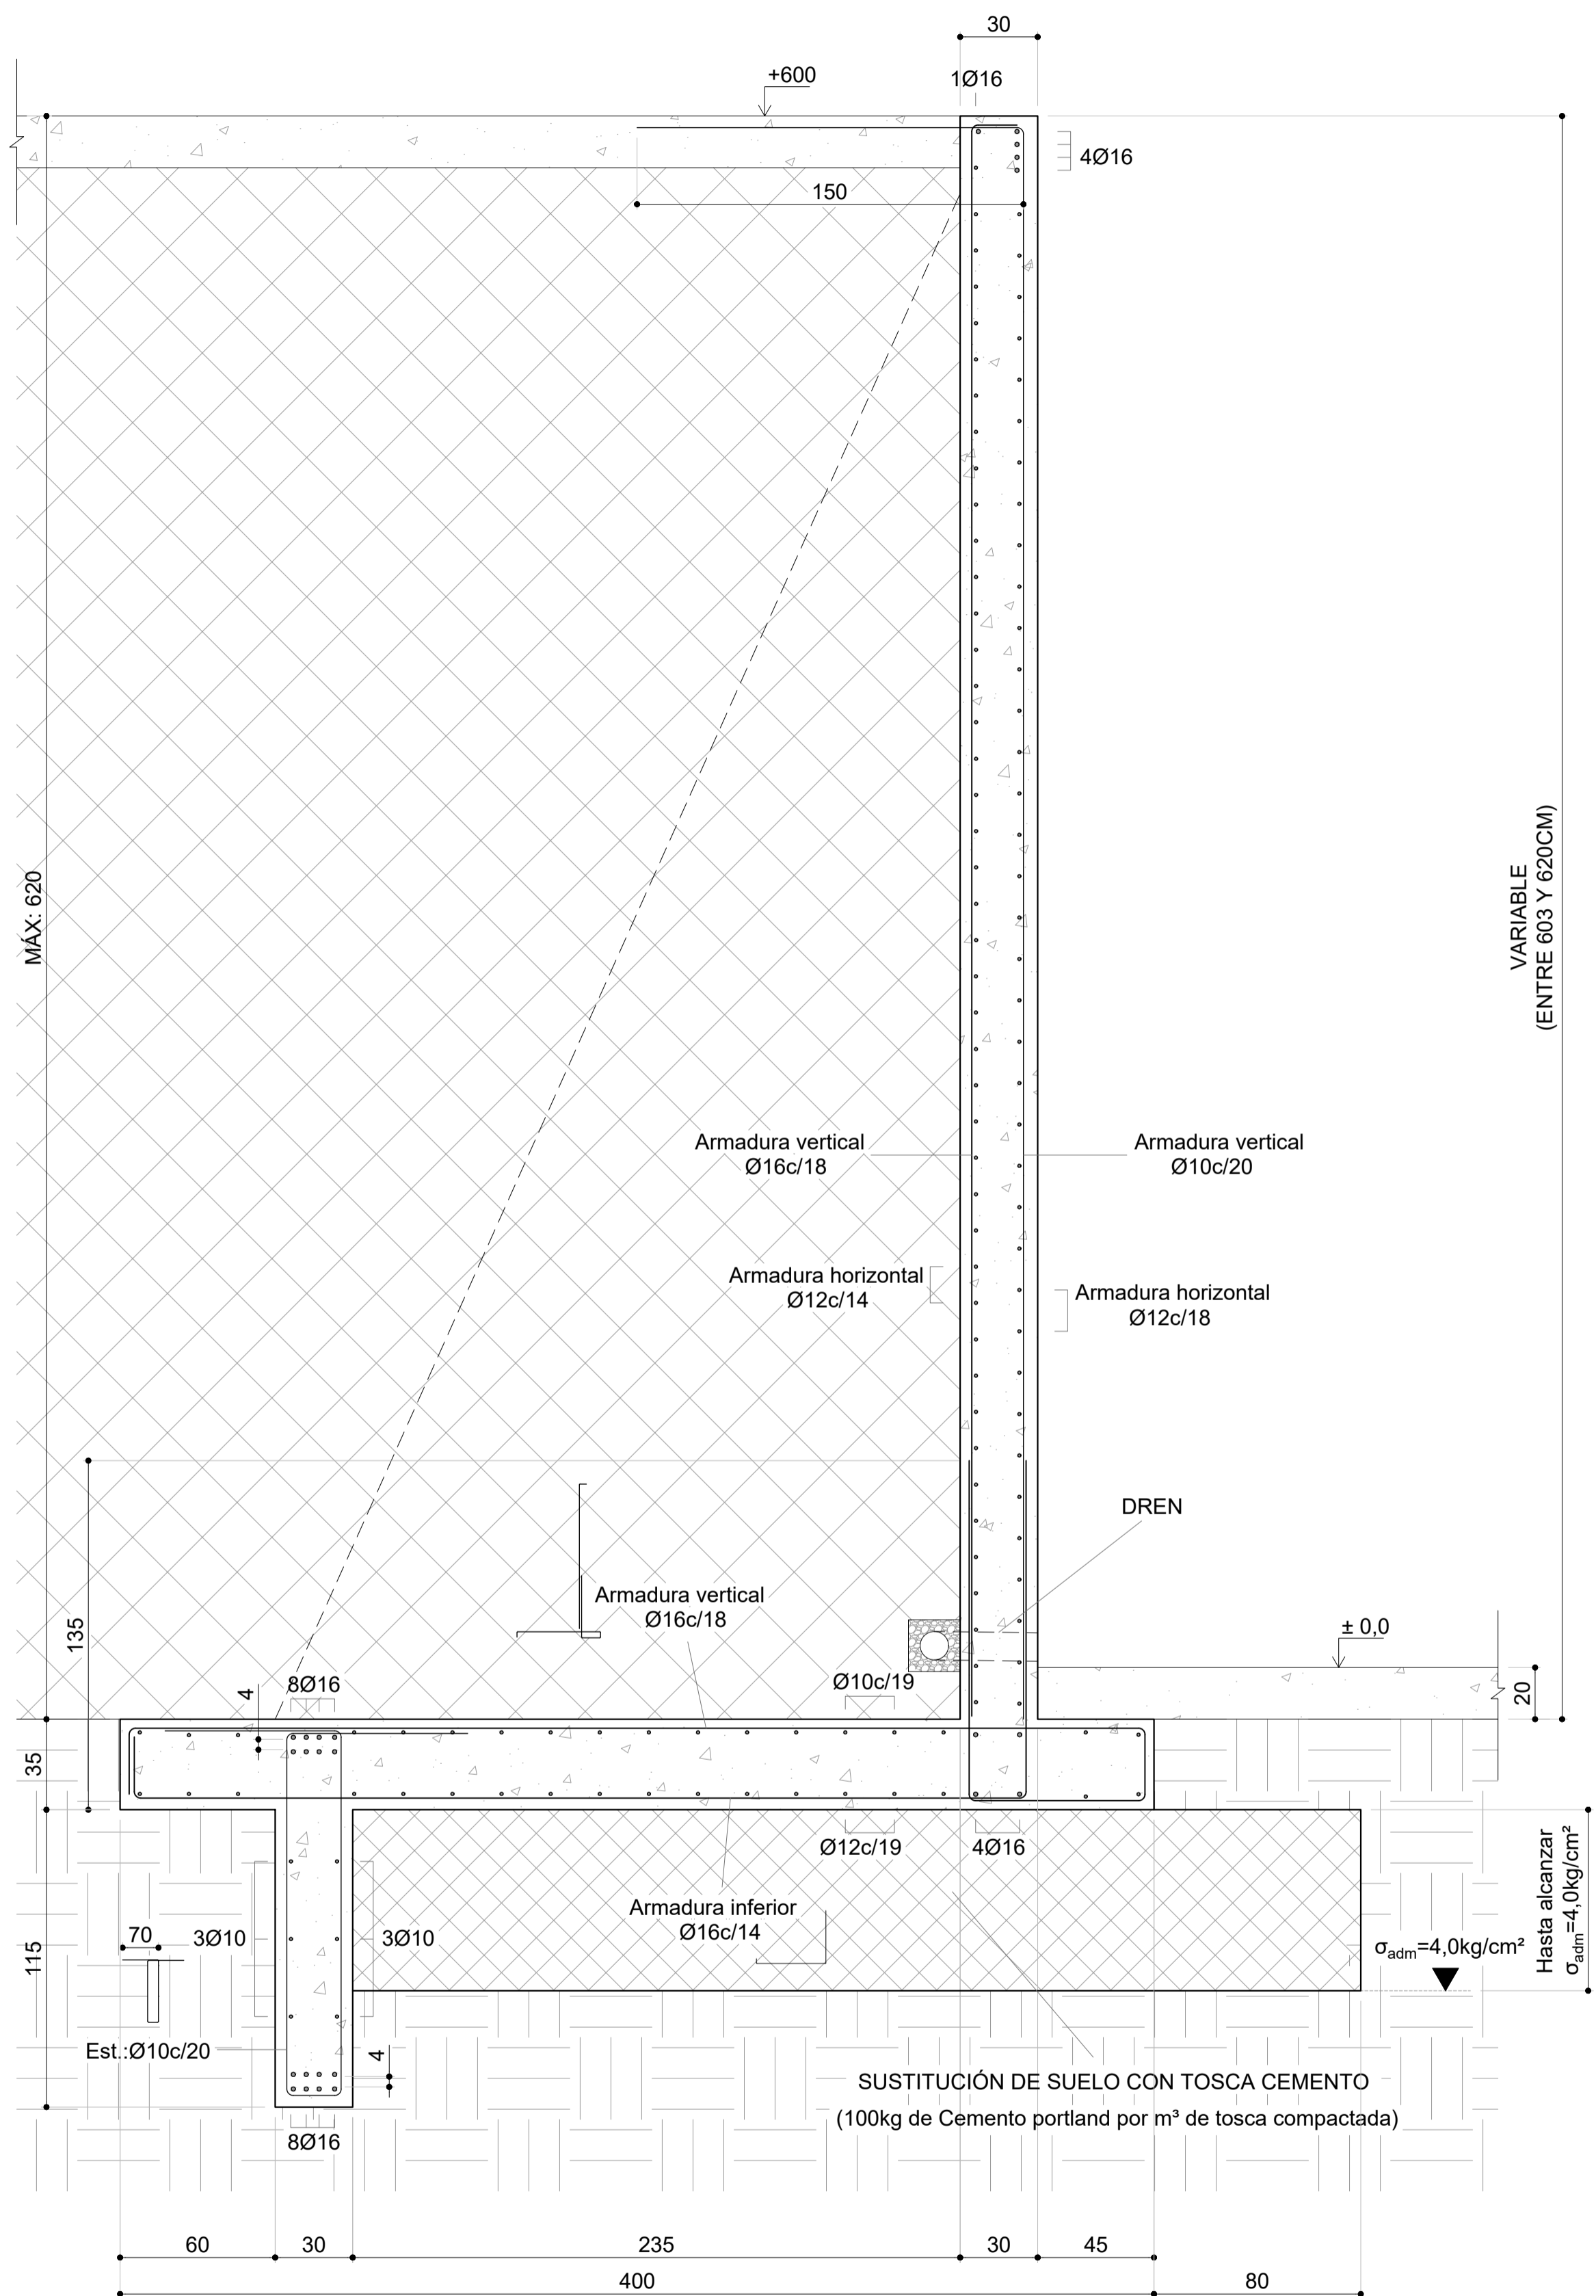 30
+600
1Ø16
4Ø16
150
MÁX: 620
VARIABLE
(ENTRE 603 Y 620CM)
Armadura vertical
Ø16c/18
Armadura vertical
Ø10c/20
Armadura horizontal
Ø12c/14
Armadura horizontal
Ø12c/18
DREN
135
Armadura vertical
Ø16c/18
± 0,0
20
4
8Ø16
Ø10c/19
35
Ø12c/19
4Ø16
Armadura inferior
Ø16c/14
Hasta alcanzar
σadm=4,0kg/cm²
σadm=4,0kg/cm²
115
70
3Ø10
3Ø10
Est.:Ø10c/20
4
8Ø16
SUSTITUCIÓN DE SUELO CON TOSCA CEMENTO
(100kg de Cemento portland por m³ de tosca compactada)
60
30
235
30
45
400
80